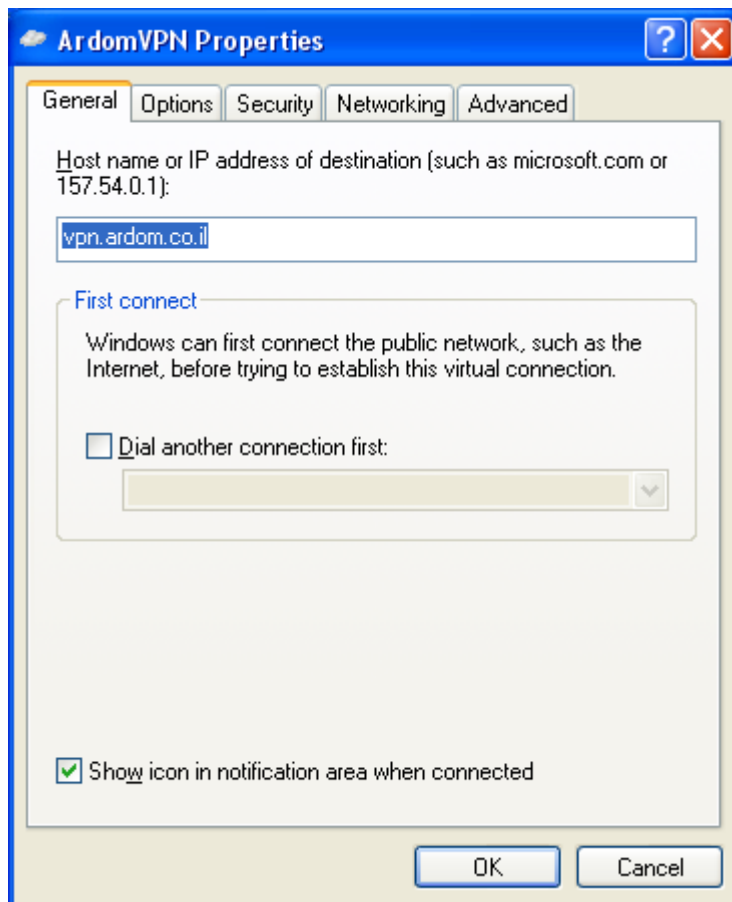 ArdomVPN Properties
General Options Security Networking Advanced
Host name or IP address of destination (such as microsoft.com or
157.54.0.1):
vpn.ardom.co.il
First connect
Windows can first connect the public network, such as the
Internet, before trying to establish this virtual connection.
Dial another connection first:
Show icon in notification area when connected
OK Cancel